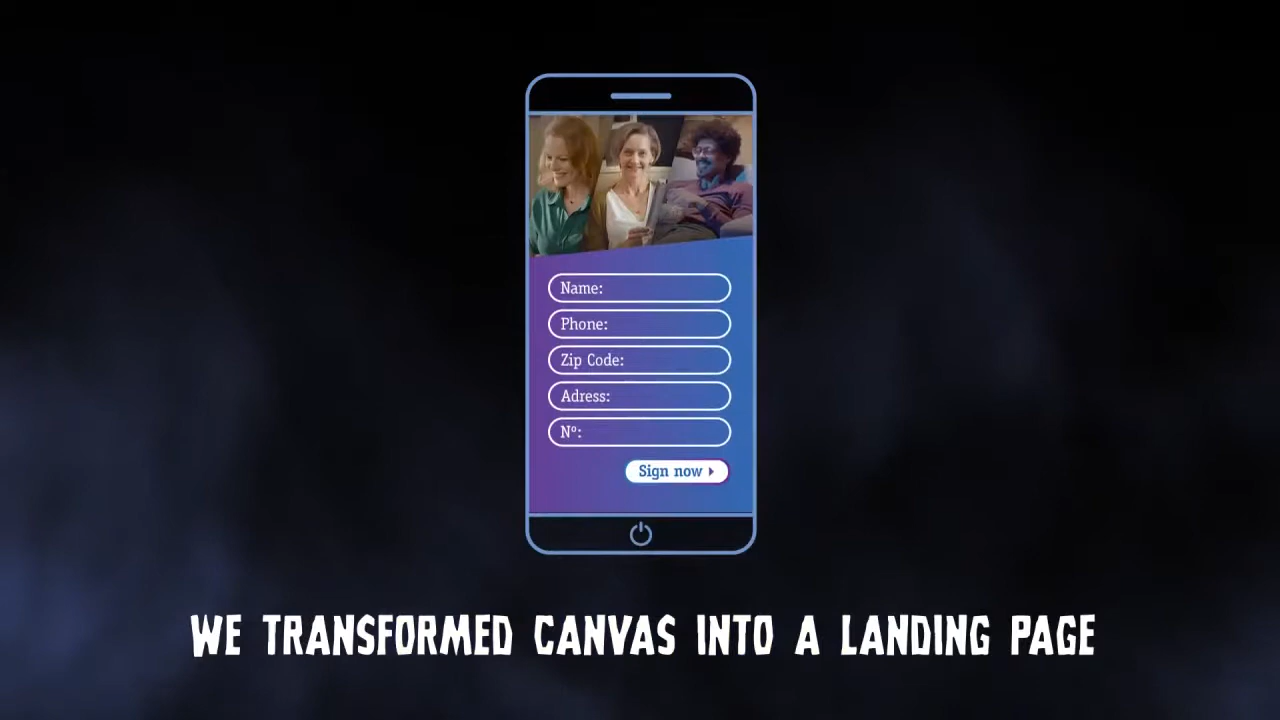 Name:
Phone:
Zip Code:
Adress:
Nº:
Sign now
WE TRANSFORMED CANVAS INTO A LANDING PAGE